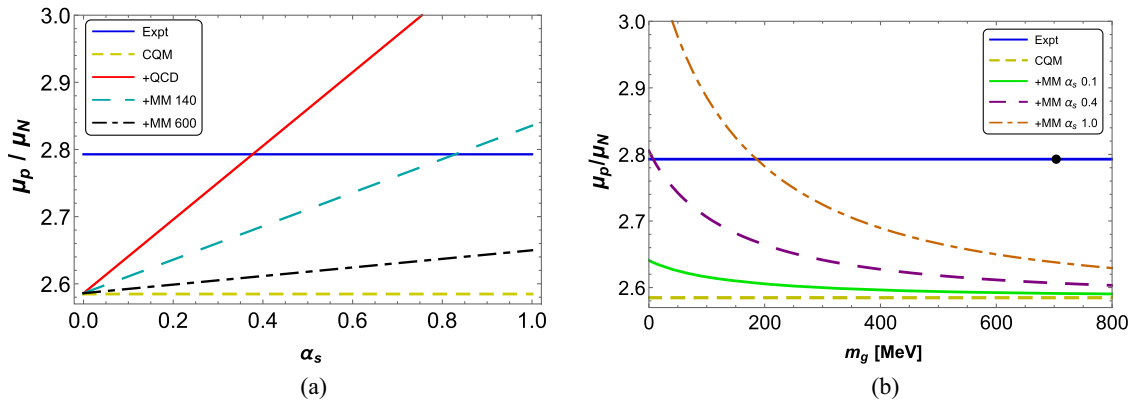 3.0
2.9
2.8
2.7
2.6
μp / μN
Expt
CQM
+QCD
+MM 140
+MM 600
0.0 0.2 0.4 0.6 0.8 1.0
αs
(a)
3.0
2.9
2.8
2.7
2.6
μp/μN
Expt
CQM
+MM αs 0.1
+MM αs 0.4
+MM αs 1.0
0 200 400 600 800
mg [MeV]
(b)